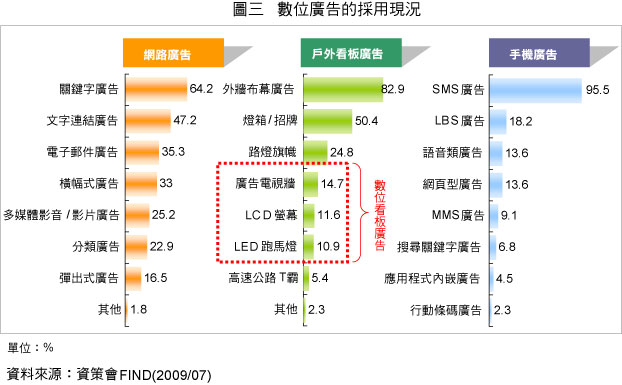 圖三 數位廣告的採用現況
網路廣告
關鍵字廣告 64.2
文字連結廣告 47.2
電子郵件廣告 35.3
橫幅式廣告 33
多媒體影音/影片廣告 25.2
分類廣告 22.9
彈出式廣告 16.5
其他 1.8
戶外看板廣告
外牆布幕廣告 82.9
燈箱/招牌 50.4
路燈旗幟 24.8
廣告電視牆 14.7
LCD螢幕 11.6
LED跑馬燈 10.9
高速公路T霸 5.4
其他 2.3
數位看板廣告
手機廣告
SMS廣告 95.5
LBS廣告 18.2
語音類廣告 13.6
網頁型廣告 13.6
MMS廣告 9.1
搜尋關鍵字廣告 6.8
應用程式內嵌廣告 4.5
行動條碼廣告 2.3
單位：%
資料來源：資策會FIND(2009/07)